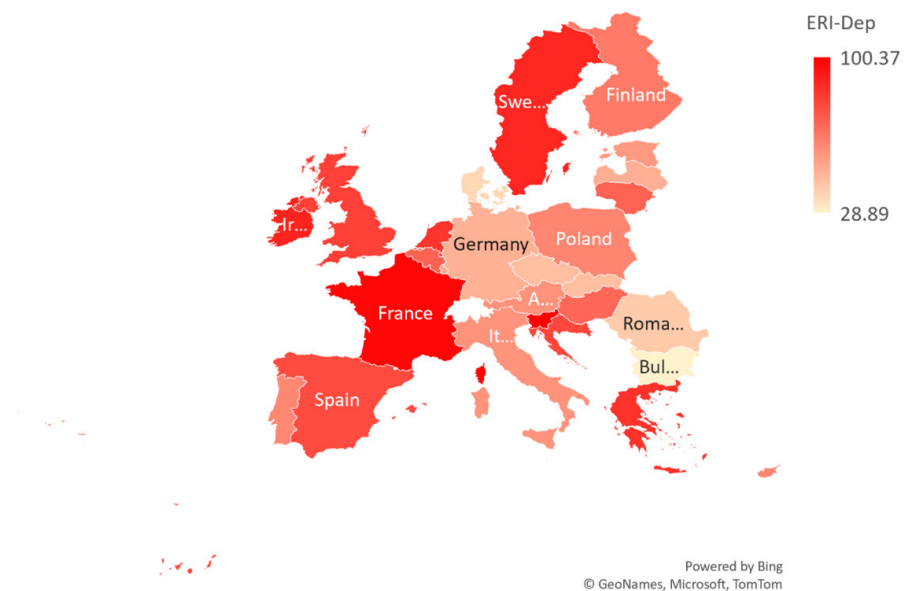 ERI-Dep
100.37
28.89
Swe...
Finland
Ir...
Germany
Poland
A...
France
Roma...
It...
Bul...
Spain
Powered by Bing
© GeoNames, Microsoft, TomTom